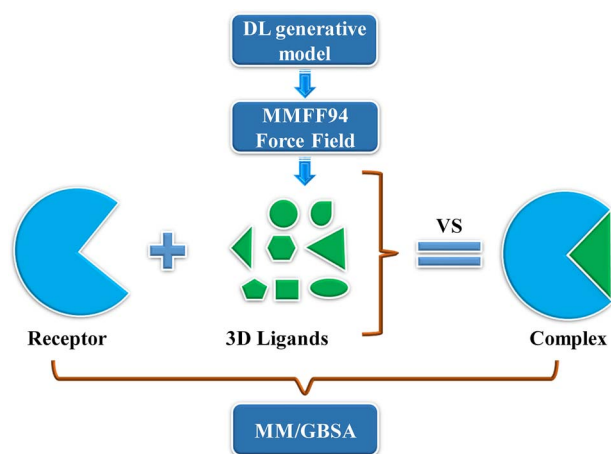 DL generative
model
MMFF94
Force Field
VS
Receptor
3D Ligands
Complex
MM/GBSA